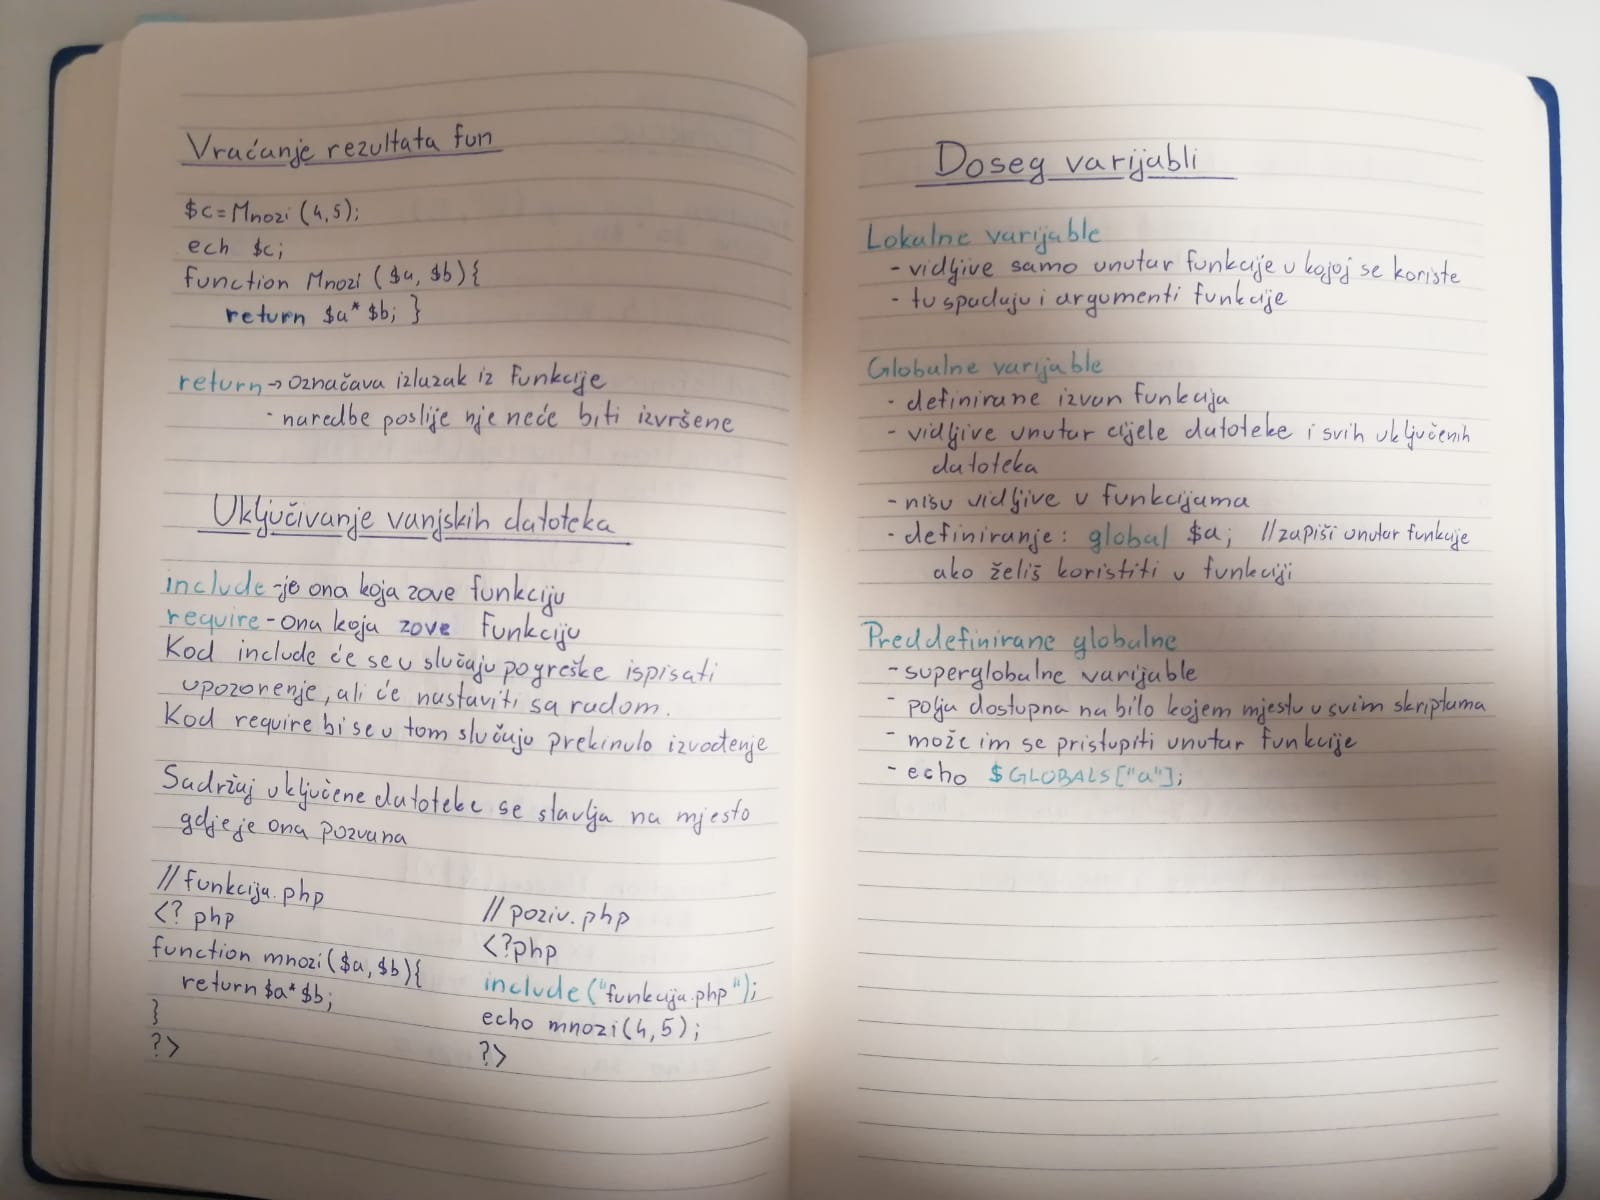 Vraćanje rezultata fun
$c=Mnozi (4,5);
ech $c;
function Mnozi ($a, $b){
return $a* $b; }
return → označava izlazak iz funkcije
- naredbe poslije nje neće biti izvršene
Uključivanje vanjskih datoteka
include -je ona koja zove funkciju
require - ona koja zove funkciju
Kod include će se u slučaju pogreške ispisati
upozorenje, ali će nastaviti sa radom.
Kod require bi se u tom slučaju prekinulo izvođenje
Sadržaj uključene datoteke se stavlja na mjesto
gdje je ona pozvana
// funkcija.php
<? php
function mnozi($a, $b){
return $a* $b;
}
?>
// poziv.php
<?php
include ("funkcija.php");
echo mnozi(4,5);
?>
Doseg varijabli
Lokalne varijable
- vidljive samo unutar funkcije u kojoj se koriste
- tu spadaju i argumenti funkcije
Globalne varijable
- definirane izvan funkcija
- vidljive unutar cijele datoteke i svih uključenih
datoteka
- nisu vidljive u funkcijama
- definiranje: global $a; //zapiši unutar funkcije
ako želiš koristiti u funkciji
Preddefinirane globalne
- superglobalne varijable
- polja dostupna na bilo kojem mjestu u svim skriptama
- može im se pristupiti unutar funkcije
- echo $GLOBALS["a"];